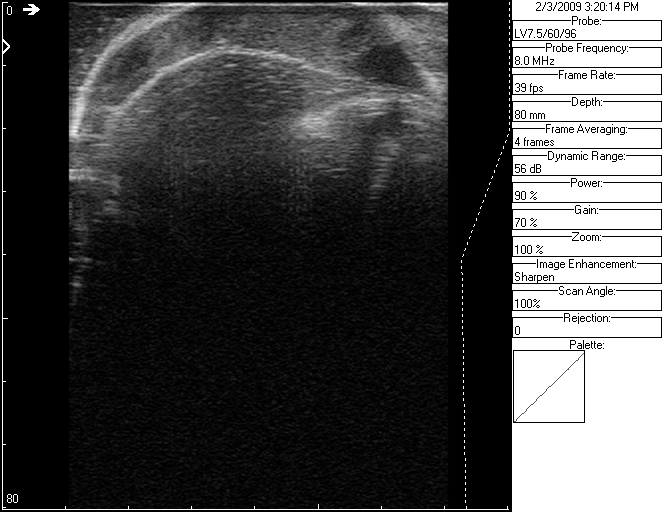 0
80
2/3/2009 3:20:14 PM
Probe:
LV7.5/60/96
Probe Frequency:
8.0 MHz
Frame Rate:
39 fps
Depth:
80 mm
Frame Averaging:
4 frames
Dynamic Range:
56 dB
Power:
90 %
Gain:
70 %
Zoom:
100 %
Image Enhancement:
Sharpen
Scan Angle:
100%
Rejection:
0
Palette: